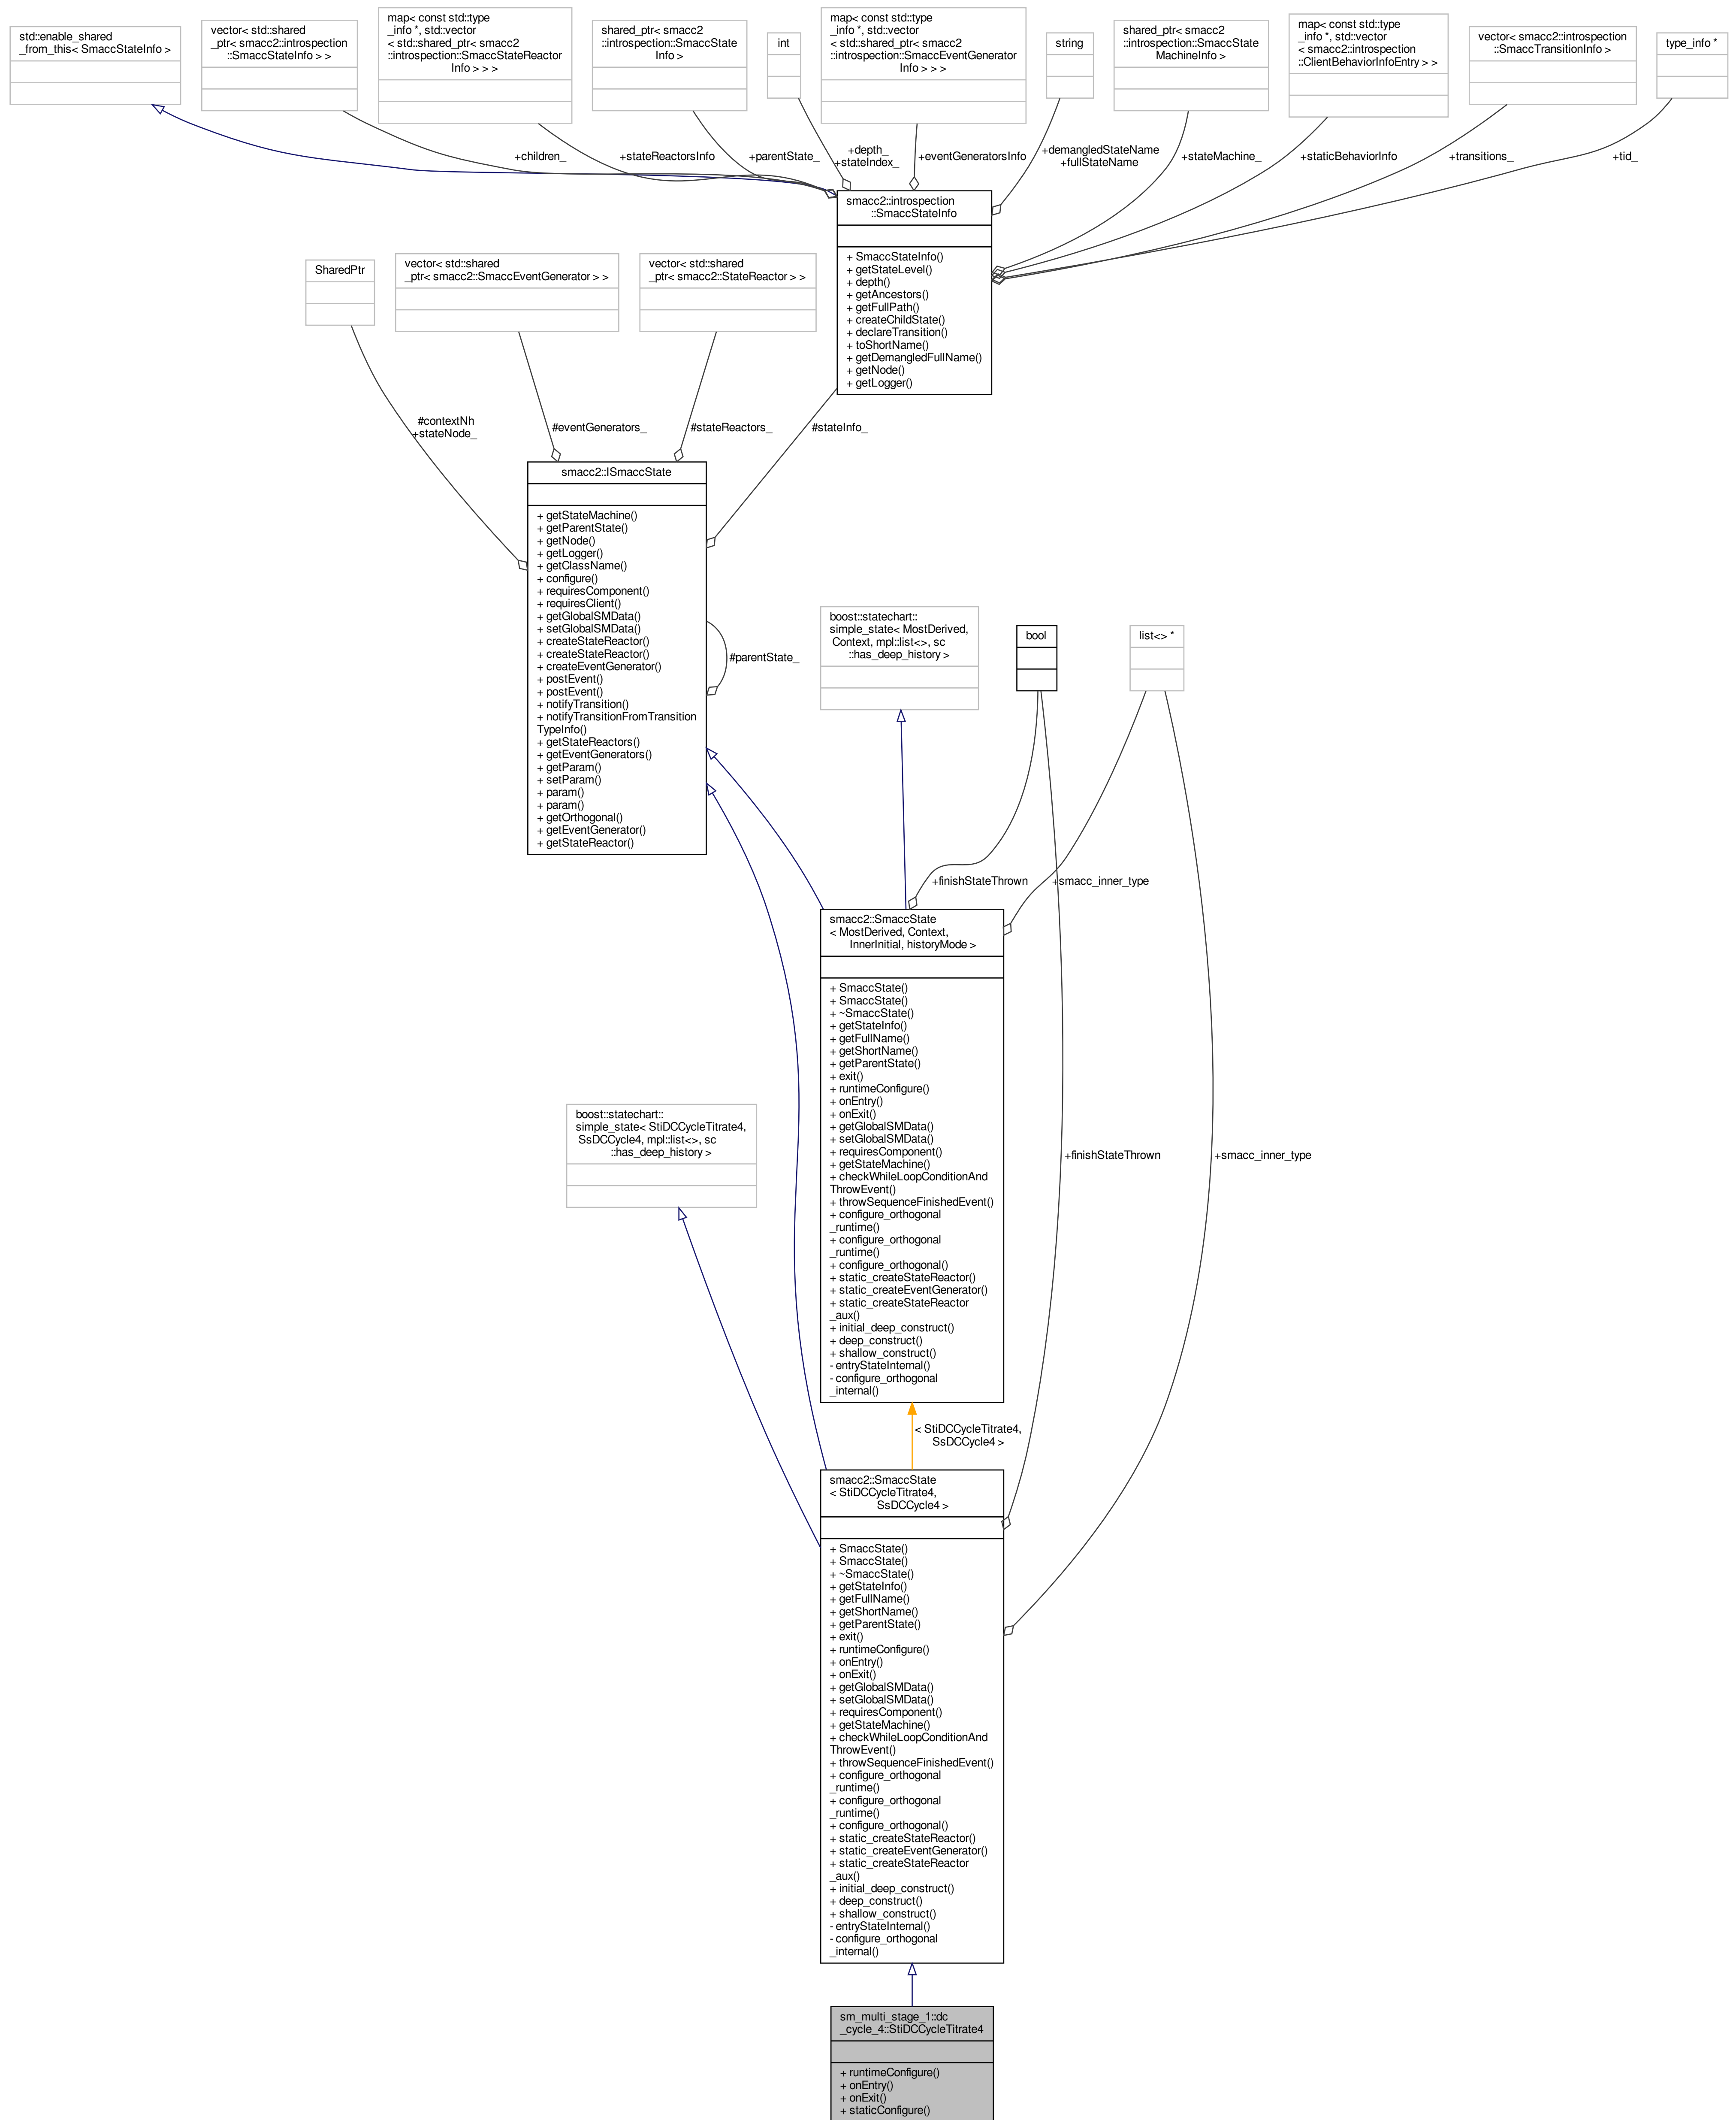 std::enable_shared
_from_this< SmaccStateInfo >
vector< std::shared
_ptr< smacc2::introspection
::SmaccStateInfo > >
map< const std::type
_info *, std::vector
< std::shared_ptr< smacc2
::introspection::SmaccStateReactor
Info > > >
shared_ptr< smacc2
::introspection::SmaccState
Info >
int
map< const std::type
_info *, std::vector
< std::shared_ptr< smacc2
::introspection::SmaccEventGenerator
Info > > >
string
shared_ptr< smacc2
::introspection::SmaccState
MachineInfo >
map< const std::type
_info *, std::vector
< smacc2::introspection
::ClientBehaviorInfoEntry > >
vector< smacc2::introspection
::SmaccTransitionInfo >
type_info *
+children_
+stateReactorsInfo
+parentState_
+depth_
+stateIndex_
+eventGeneratorsInfo
+demangledStateName
+fullStateName
+stateMachine_
+staticBehaviorInfo
+transitions_
+tid_
smacc2::introspection
::SmaccStateInfo
+ SmaccStateInfo()
+ getStateLevel()
+ depth()
+ getAncestors()
+ getFullPath()
+ createChildState()
+ declareTransition()
+ toShortName()
+ getDemangledFullName()
+ getNode()
+ getLogger()
SharedPtr
vector< std::shared
_ptr< smacc2::SmaccEventGenerator > >
vector< std::shared
_ptr< smacc2::StateReactor > >
#contextNh
+stateNode_
#eventGenerators_
#stateReactors_
#stateInfo_
smacc2::ISmaccState
+ getStateMachine()
+ getParentState()
+ getNode()
+ getLogger()
+ getClassName()
+ configure()
+ requiresComponent()
+ requiresClient()
+ getGlobalSMData()
+ setGlobalSMData()
+ createStateReactor()
+ createStateReactor()
+ createEventGenerator()
+ postEvent()
+ postEvent()
+ notifyTransition()
+ notifyTransitionFromTransition
TypeInfo()
+ getStateReactors()
+ getEventGenerators()
+ getParam()
+ setParam()
+ param()
+ param()
+ getOrthogonal()
+ getEventGenerator()
+ getStateReactor()
#parentState_
boost::statechart::
simple_state< MostDerived,
Context, mpl::list<>, sc
::has_deep_history >
bool
list<> *
+finishStateThrown
+smacc_inner_type
smacc2::SmaccState
< MostDerived, Context,
InnerInitial, historyMode >
+ SmaccState()
+ SmaccState()
+ ~SmaccState()
+ getStateInfo()
+ getFullName()
+ getShortName()
+ getParentState()
+ exit()
+ runtimeConfigure()
+ onEntry()
+ onExit()
+ getGlobalSMData()
+ setGlobalSMData()
+ requiresComponent()
+ getStateMachine()
+ checkWhileLoopConditionAnd
ThrowEvent()
+ throwSequenceFinishedEvent()
+ configure_orthogonal
_runtime()
+ configure_orthogonal
_runtime()
+ configure_orthogonal()
+ static_createStateReactor()
+ static_createEventGenerator()
+ static_createStateReactor
_aux()
+ initial_deep_construct()
+ deep_construct()
+ shallow_construct()
- entryStateInternal()
- configure_orthogonal
_internal()
boost::statechart::
simple_state< StiDCCycleTitrate4,
SsDCCycle4, mpl::list<>, sc
::has_deep_history >
+finishStateThrown
+smacc_inner_type
< StiDCCycleTitrate4,
SsDCCycle4 >
smacc2::SmaccState
< StiDCCycleTitrate4,
SsDCCycle4 >
+ SmaccState()
+ SmaccState()
+ ~SmaccState()
+ getStateInfo()
+ getFullName()
+ getShortName()
+ getParentState()
+ exit()
+ runtimeConfigure()
+ onEntry()
+ onExit()
+ getGlobalSMData()
+ setGlobalSMData()
+ requiresComponent()
+ getStateMachine()
+ checkWhileLoopConditionAnd
ThrowEvent()
+ throwSequenceFinishedEvent()
+ configure_orthogonal
_runtime()
+ configure_orthogonal
_runtime()
+ configure_orthogonal()
+ static_createStateReactor()
+ static_createEventGenerator()
+ static_createStateReactor
_aux()
+ initial_deep_construct()
+ deep_construct()
+ shallow_construct()
- entryStateInternal()
- configure_orthogonal
_internal()
sm_multi_stage_1::dc
_cycle_4::StiDCCycleTitrate4
+ runtimeConfigure()
+ onEntry()
+ onExit()
+ staticConfigure()